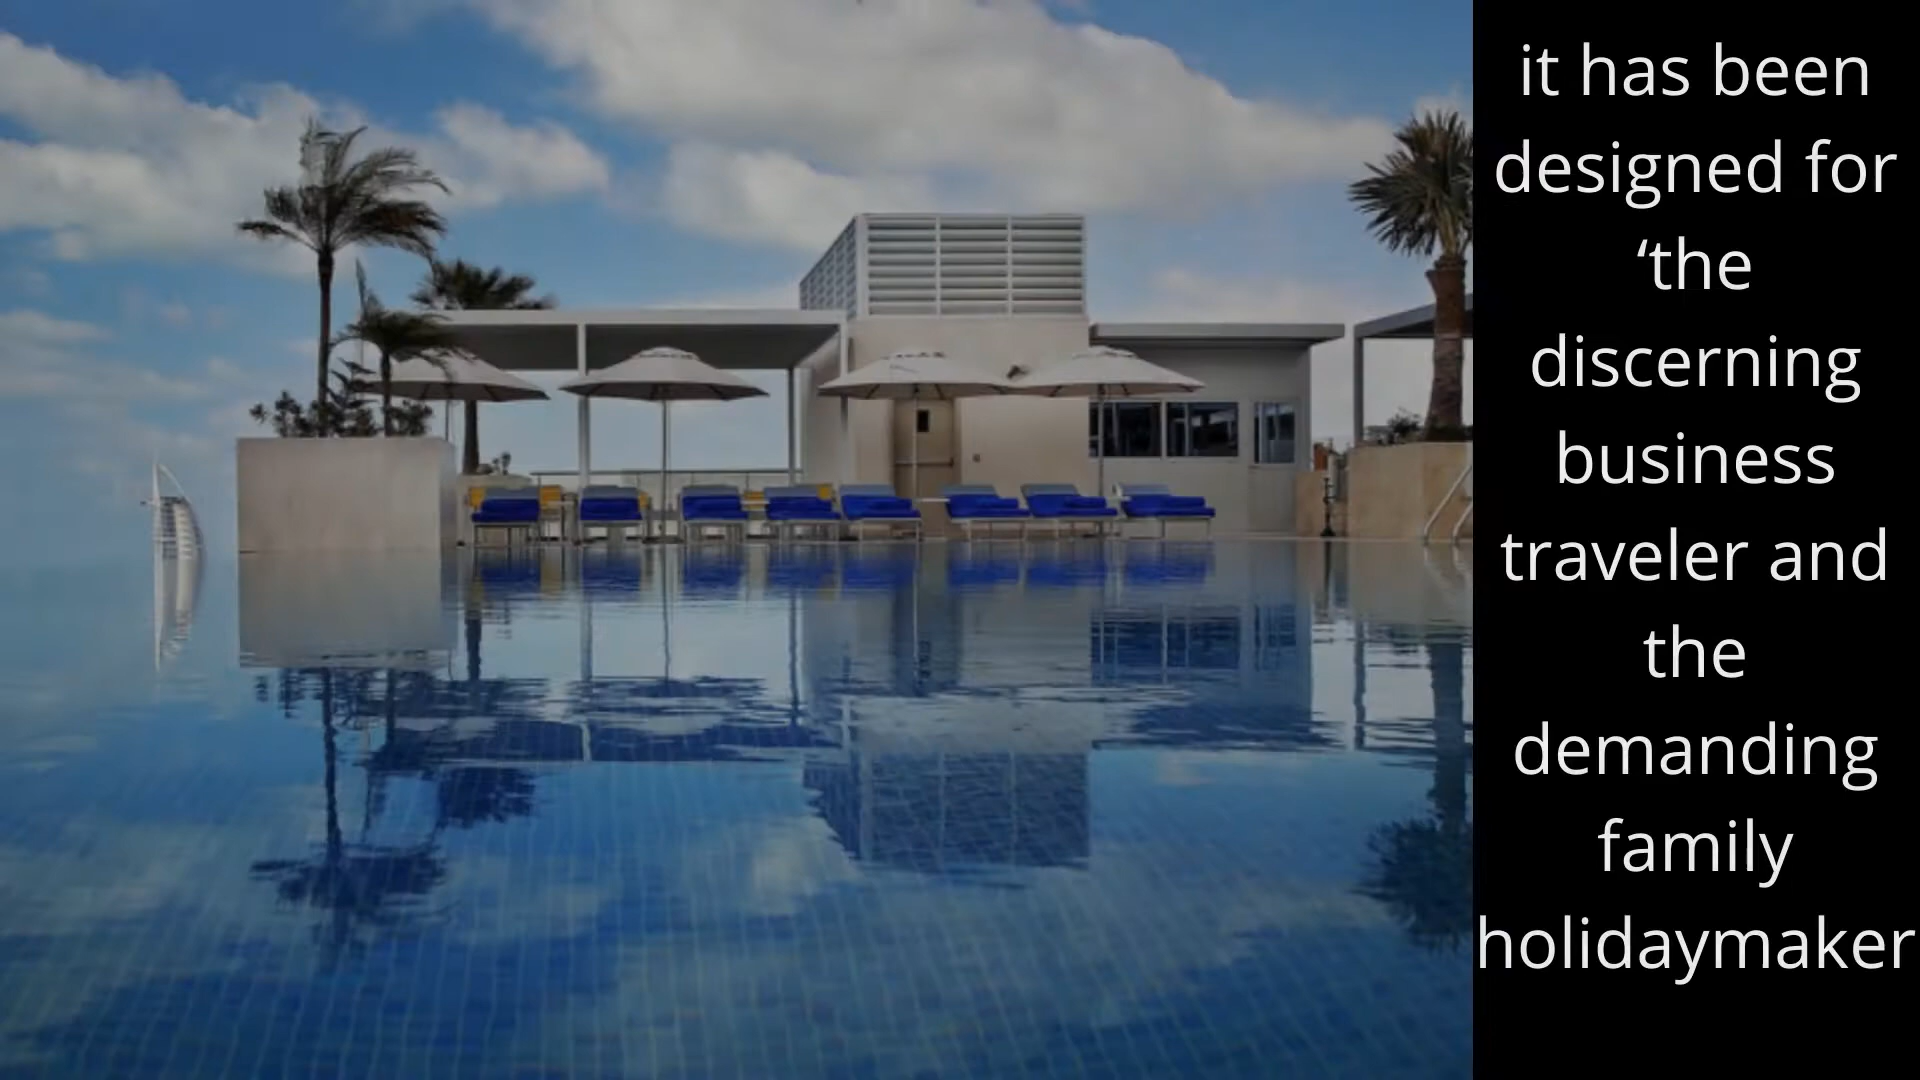 it has been
designed for
‘the
discerning
business
traveler and
the
demanding
family
holidaymaker